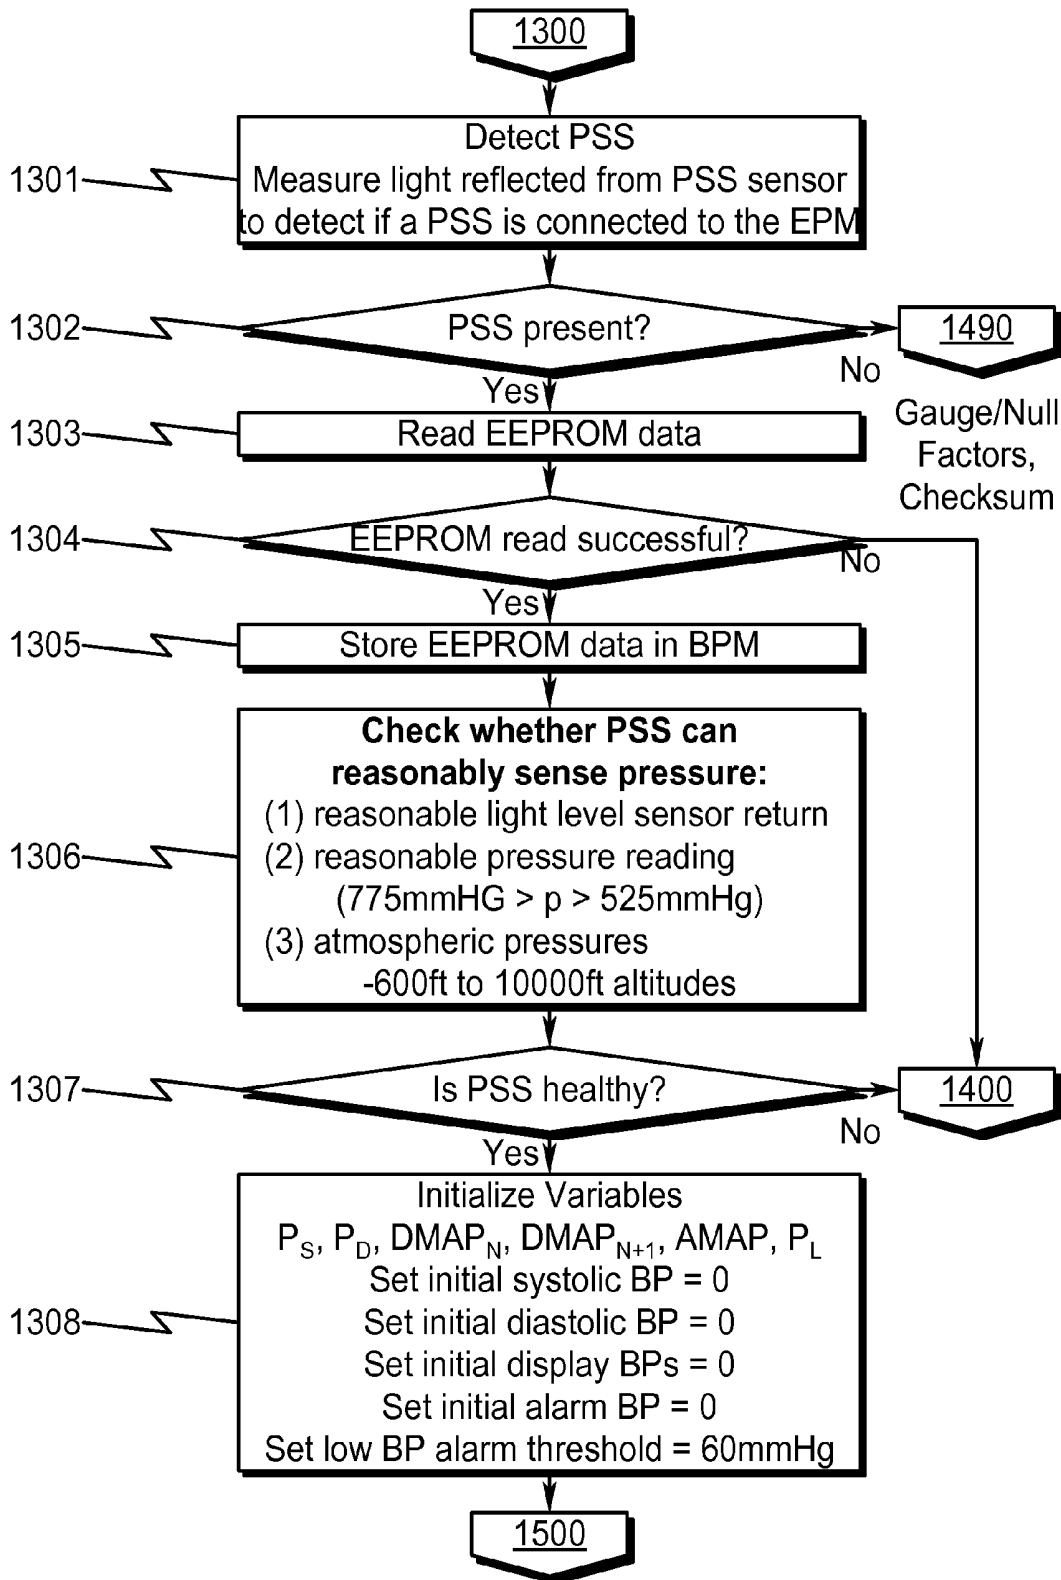 1300
1301
Detect PSS
Measure light reflected from PSS sensor
to detect if a PSS is connected to the EPM
1302
PSS present?
1490
No
Yes
Gauge/Null
Factors,
Checksum
1303
Read EEPROM data
1304
EEPROM read successful?
No
Yes
1305
Store EEPROM data in BPM
1306
Check whether PSS can
reasonably sense pressure:
(1) reasonable light level sensor return
(2) reasonable pressure reading
(775mmHG > p > 525mmHg)
(3) atmospheric pressures
-600ft to 10000ft altitudes
1307
Is PSS healthy?
1400
No
Yes
1308
Initialize Variables
P_S, P_D, DMAP_N, DMAP_{N+1}, AMAP, P_L
Set initial systolic BP = 0
Set initial diastolic BP = 0
Set initial display BPs = 0
Set initial alarm BP = 0
Set low BP alarm threshold = 60mmHg
1500